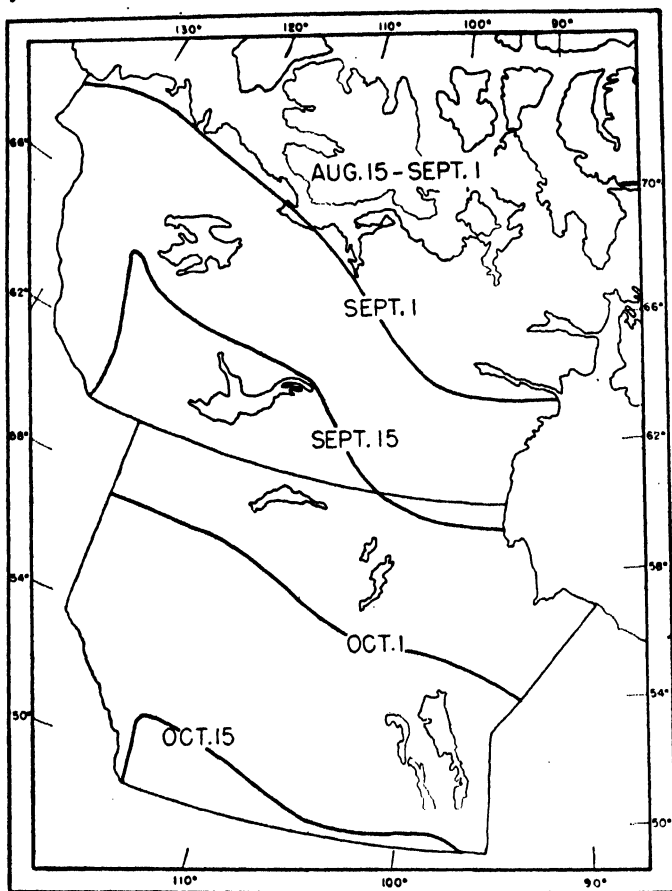 130° 120° 110° 100° 90°
66°
AUG. 15 - SEPT. 1
70°
62°
SEPT. 1
66°
58°
SEPT. 15
62°
54°
58°
OCT. 1
50°
OCT. 15
54°
50°
110° 100° 90°